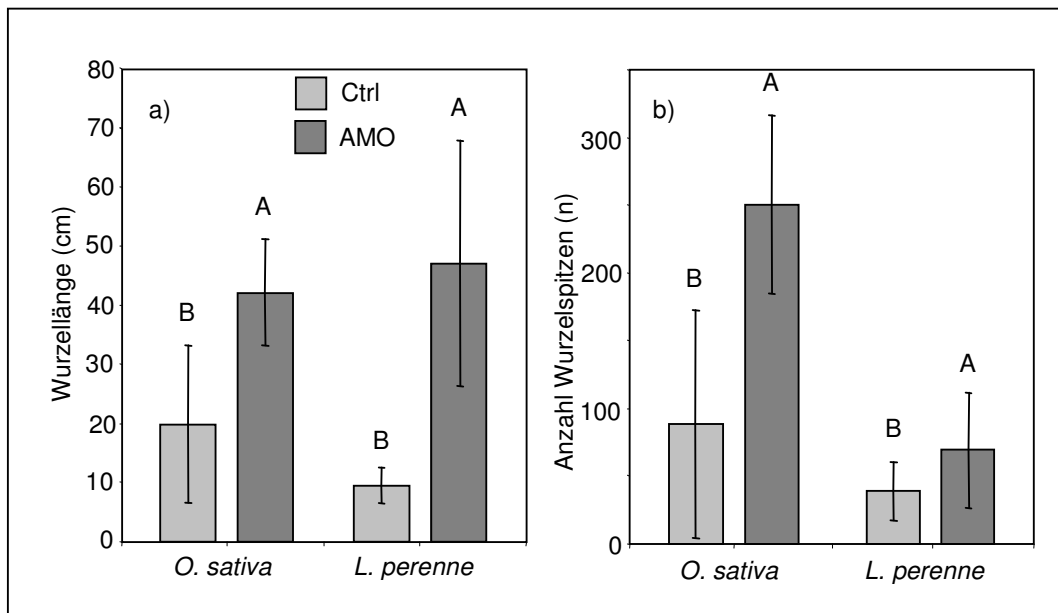 a)
Ctrl
AMO
Wurzellänge (cm)
80
70
60
50
40
30
20
10
0
B
A
B
A
O. sativa
L. perenne
b)
Anzahl Wurzelspitzen (n)
300
200
100
0
B
A
B
A
O. sativa
L. perenne